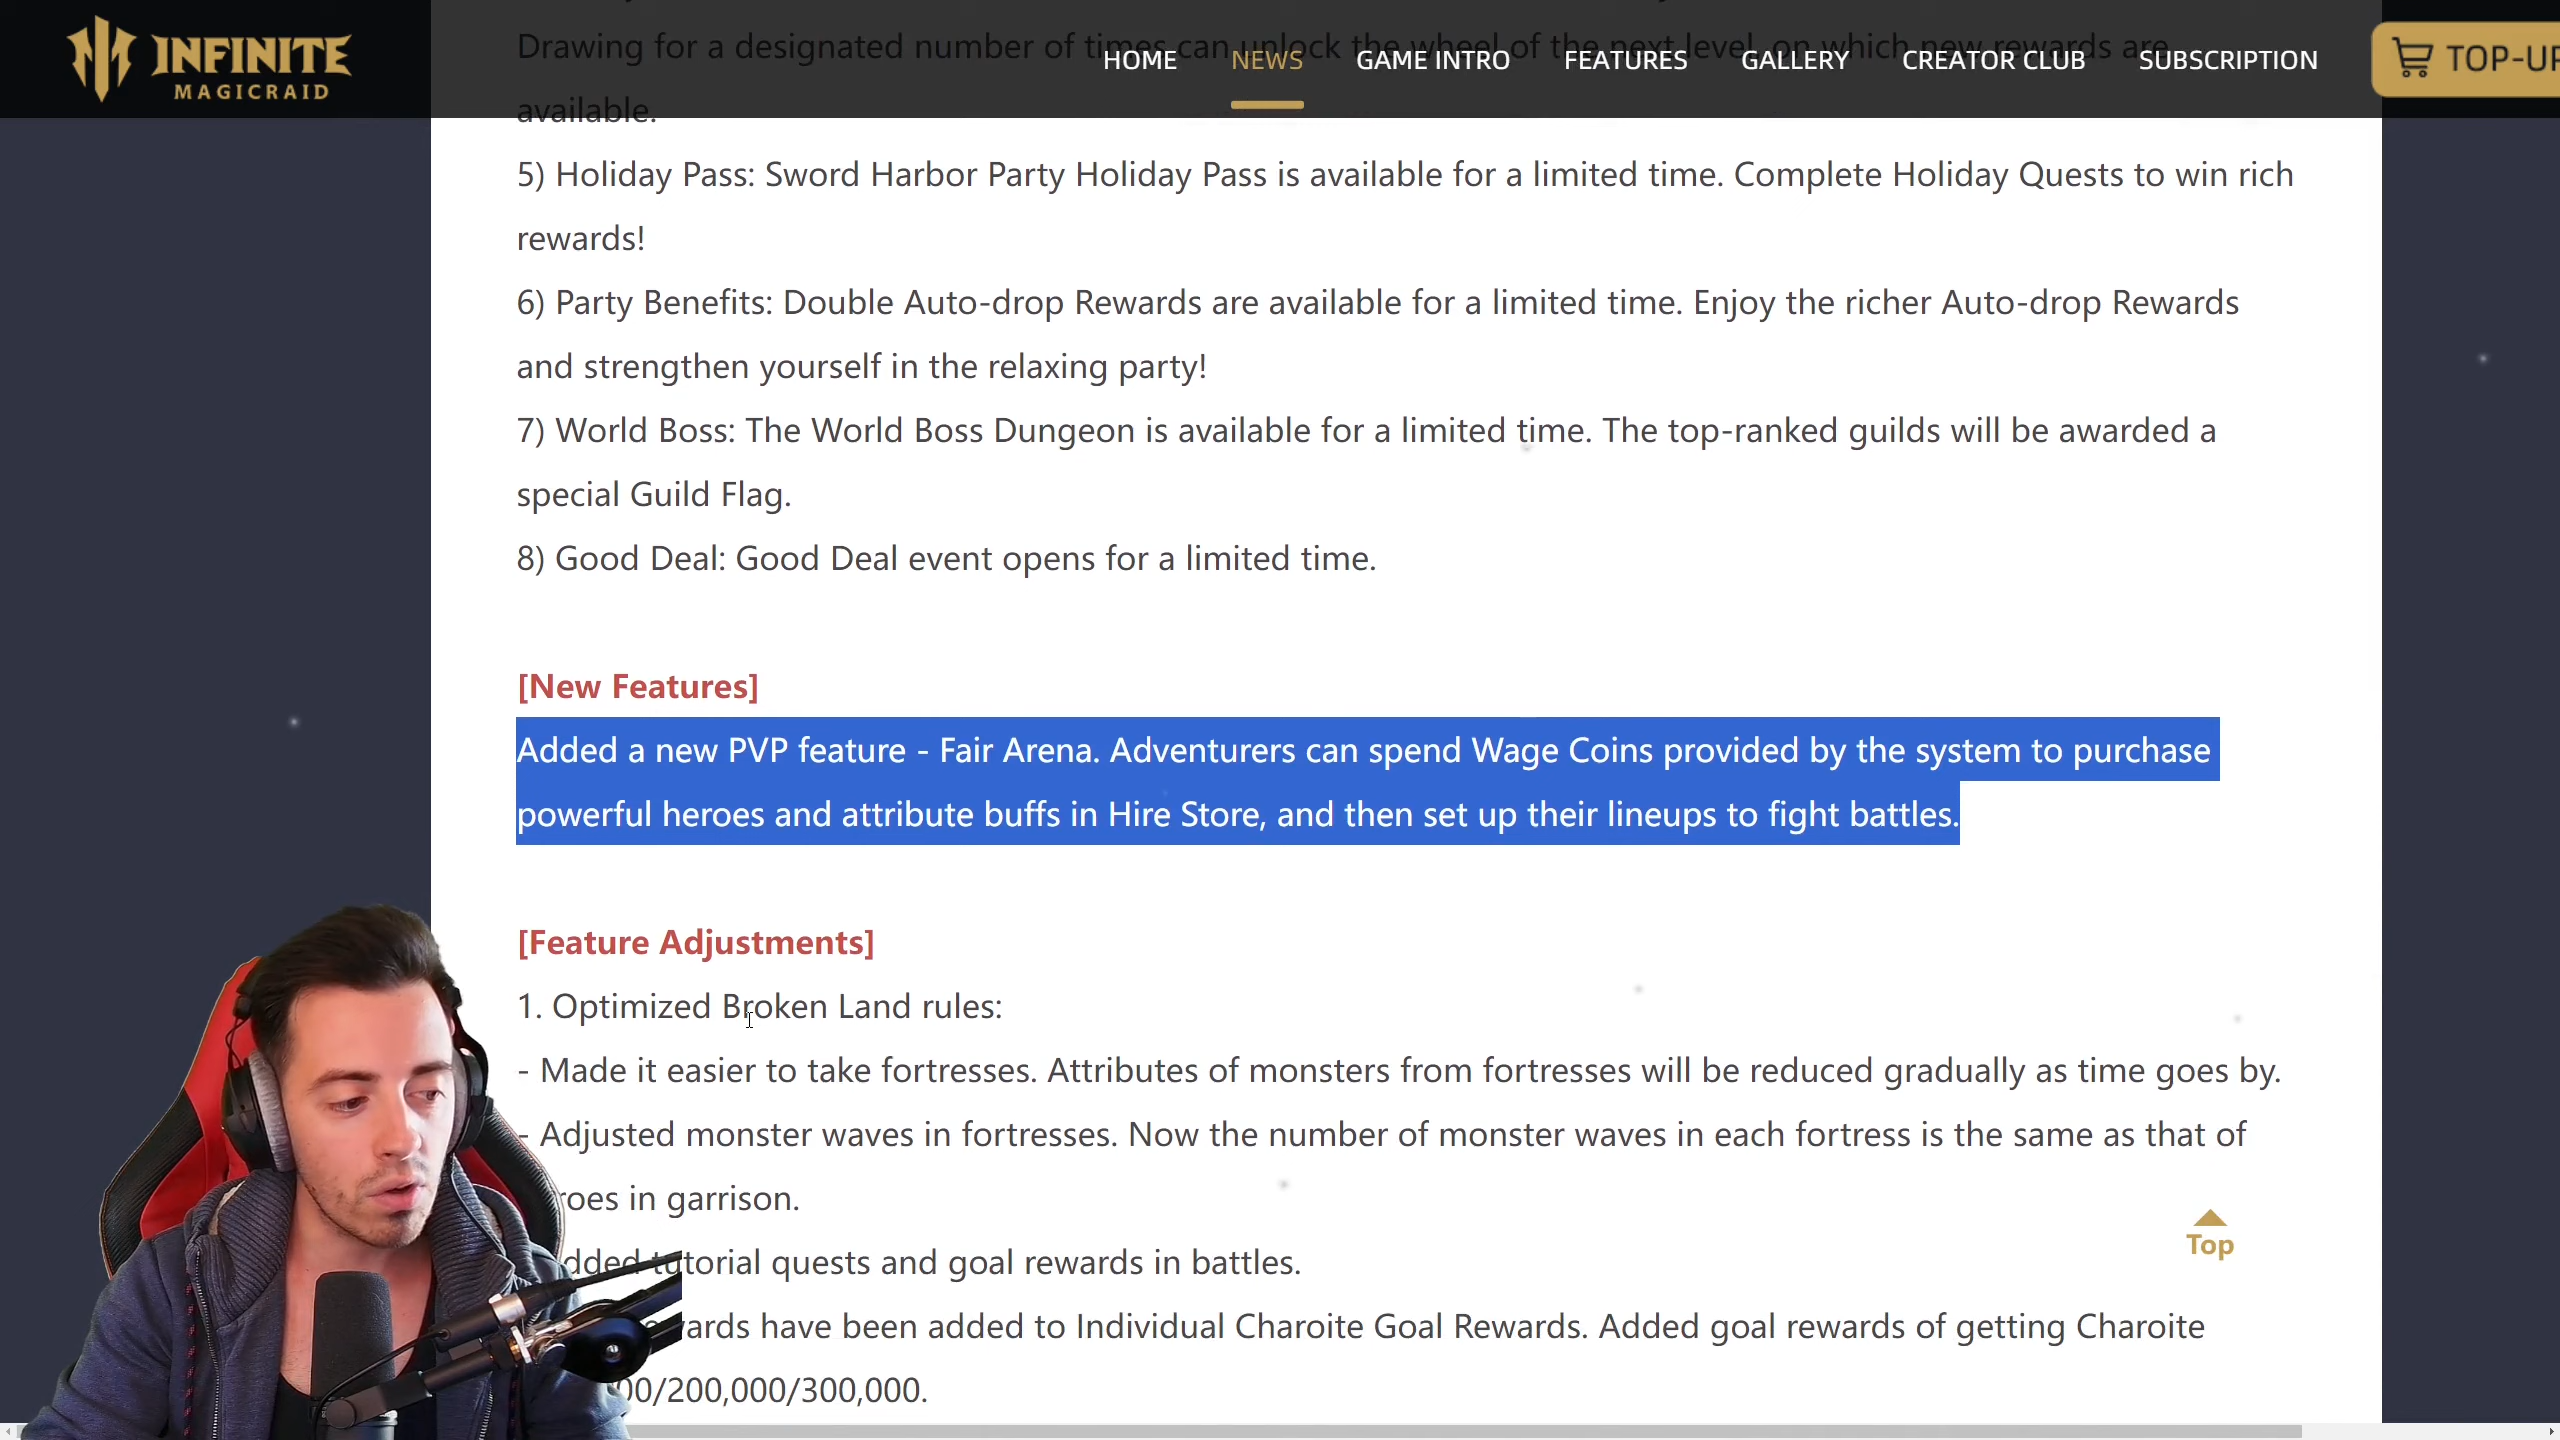 INFINITE
MAGICRAID
HOME NEWS GAME INTRO FEATURES GALLERY CREATOR CLUB SUBSCRIPTION TOP-UP
Drawing for a designated number of times can unlock the wheel of the next level, on which new rewards are
available.
5) Holiday Pass: Sword Harbor Party Holiday Pass is available for a limited time. Complete Holiday Quests to win rich
rewards!
6) Party Benefits: Double Auto-drop Rewards are available for a limited time. Enjoy the richer Auto-drop Rewards
and strengthen yourself in the relaxing party!
7) World Boss: The World Boss Dungeon is available for a limited time. The top-ranked guilds will be awarded a
special Guild Flag.
8) Good Deal: Good Deal event opens for a limited time.
[New Features]
Added a new PVP feature - Fair Arena. Adventurers can spend Wage Coins provided by the system to purchase
powerful heroes and attribute buffs in Hire Store, and then set up their lineups to fight battles.
[Feature Adjustments]
1. Optimized Broken Land rules:
- Made it easier to take fortresses. Attributes of monsters from fortresses will be reduced gradually as time goes by.
- Adjusted monster waves in fortresses. Now the number of monster waves in each fortress is the same as that of
roes in garrison.
dded tutorial quests and goal rewards in battles.
wards have been added to Individual Charoite Goal Rewards. Added goal rewards of getting Charoite
00/200,000/300,000.
Top